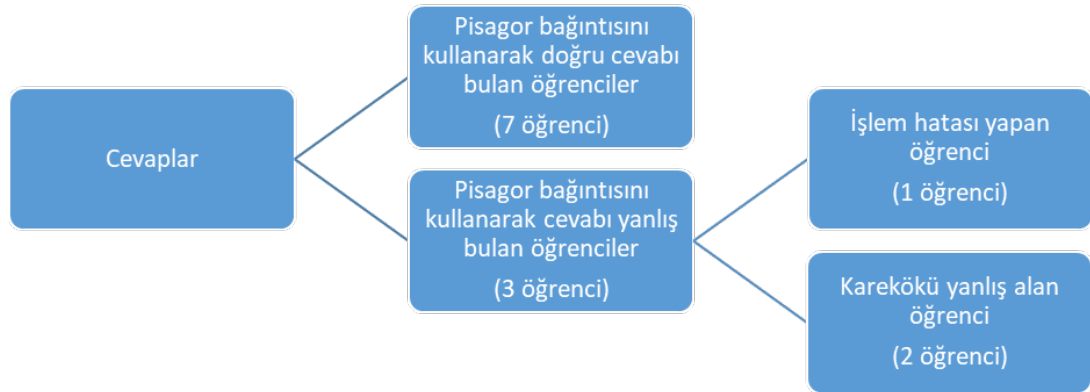 Cevaplar
Pisagor bağıntısını
kullanarak doğru cevabı
bulan öğrenciler
(7 öğrenci)
Pisagor bağıntısını
kullanarak cevabı yanlış
bulan öğrenciler
(3 öğrenci)
İşlem hatası yapan
öğrenci
(1 öğrenci)
Karekökü yanlış alan
öğrenci
(2 öğrenci)